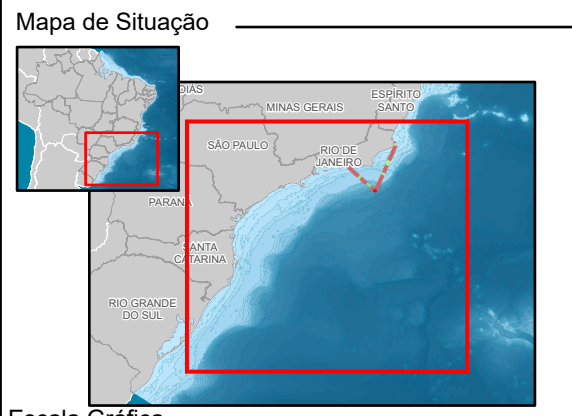 Mapa de Situação
ESPÍRITO
SANTO
MINAS GERAIS
SÃO PAULO
RIO DE
JANEIRO
PARANÁ
SANTA
CATARINA
RIO GRANDE
DO SUL
Escala Gráfica